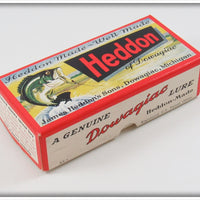 Heddon Made - Well Made
Heddon
of Dowagiac
James Heddon's Sons, Dowagiac, Michigan
A GENUINE
Dowagiac
LURE
Heddon-Made